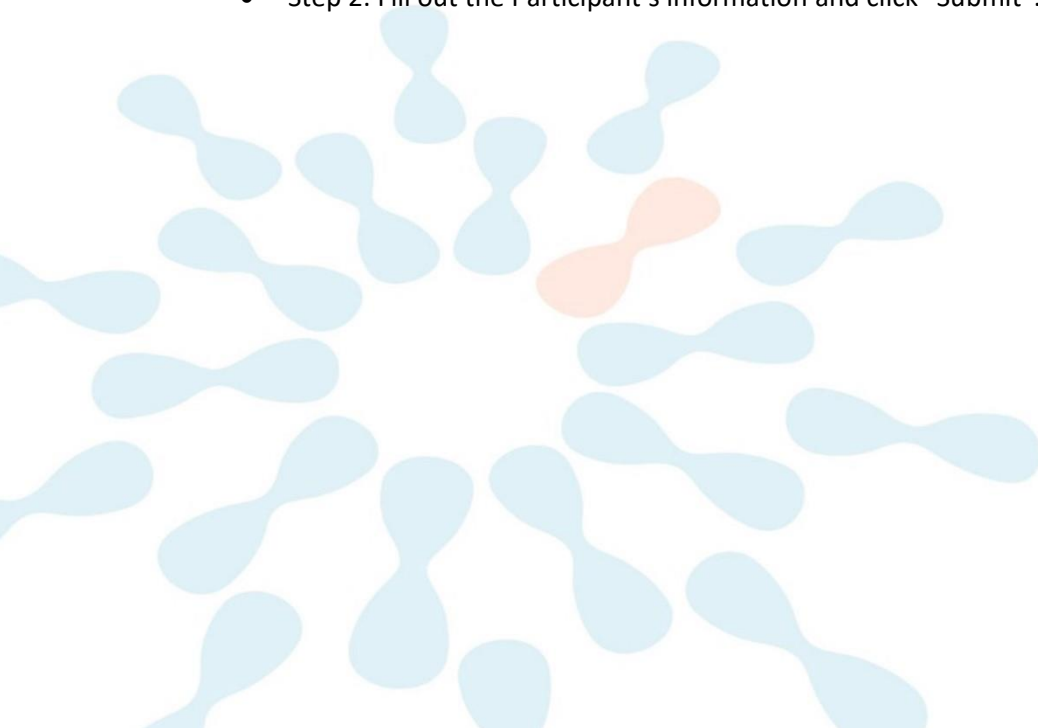 • Step 2: Fill out the Participant's information and click "Submit".